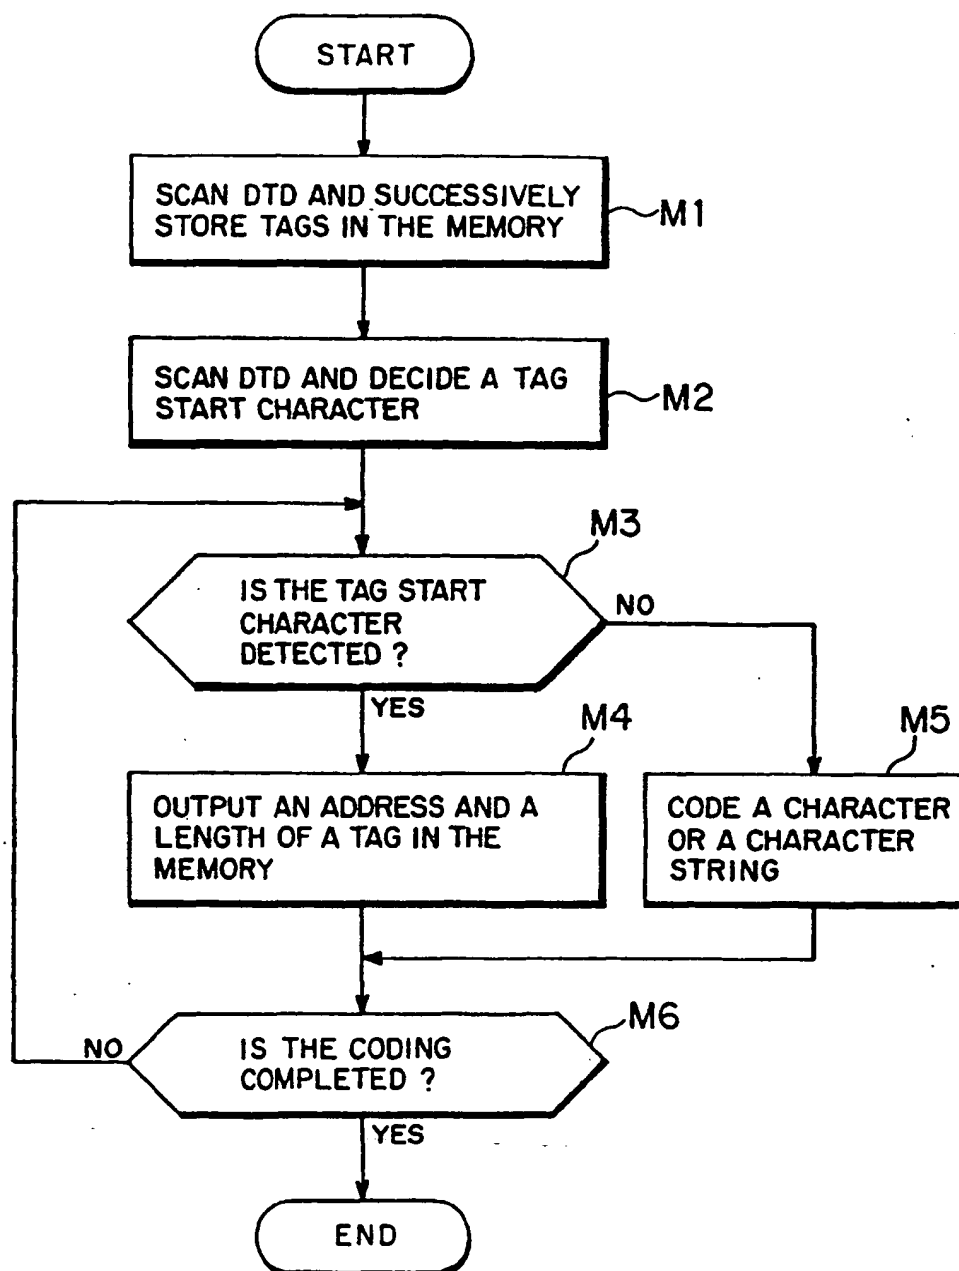 START
SCAN DTD AND SUCCESSIVELY
STORE TAGS IN THE MEMORY
M1
SCAN DTD AND DECIDE A TAG
START CHARACTER
M2
M3
IS THE TAG START
CHARACTER
DETECTED ?
NO
YES
M4
OUTPUT AN ADDRESS AND A
LENGTH OF A TAG IN THE
MEMORY
M5
CODE A CHARACTER
OR A CHARACTER
STRING
M6
IS THE CODING
COMPLETED ?
NO
YES
END